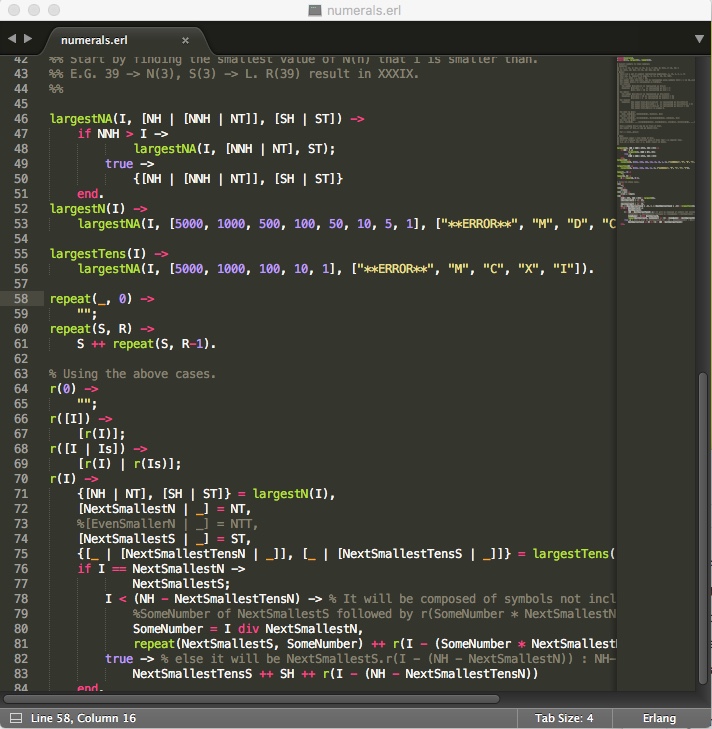 numerals.erl
numerals.erl ×
42 %% Start by finding the smallest value of N(n) that i is smaller than.
43 %% E.G. 39 -> N(3), S(3) -> L. R(39) result in XXXIX.
44 %%
45
46 largestNA(I, [NH | [NNH | NT]], [SH | ST]) ->
47 if NNH > I ->
48 largestNA(I, [NNH | NT], ST);
49 true ->
50 {[NH | [NNH | NT]], [SH | ST]}
51 end.
52 largestN(I) ->
53 largestNA(I, [5000, 1000, 500, 100, 50, 10, 5, 1], ["**ERROR**", "M", "D", "C
54
55 largestTens(I) ->
56 largestNA(I, [5000, 1000, 100, 10, 1], ["**ERROR**", "M", "C", "X", "I"]).
57
58 repeat(_, 0) ->
59 "";
60 repeat(S, R) ->
61 S ++ repeat(S, R-1).
62
63 % Using the above cases.
64 r(0) ->
65 "";
66 r([I]) ->
67 [r(I)];
68 r([I | Is]) ->
69 [r(I) | r(Is)];
70 r(I) ->
71 {[NH | NT], [SH | ST]} = largestN(I),
72 [NextSmallestN | _] = NT,
73 %[EvenSmallerN | _] = NTT,
74 [NextSmallestS | _] = ST,
75 {[_ | [NextSmallestTensN | _]], [_ | [NextSmallestTensS | _]]} = largestTens(
76 if I == NextSmallestN ->
77 NextSmallestS;
78 I < (NH - NextSmallestTensN) -> % It will be composed of symbols not incl
79 %SomeNumber of NextSmallestS followed by r(SomeNumber * NextSmallestN
80 SomeNumber = I div NextSmallestN,
81 repeat(NextSmallestS, SomeNumber) ++ r(I - (SomeNumber * NextSmallestN
82 true -> % else it will be NextSmallestS.r(I - (NH - NextSmallestN)) : NH-
83 NextSmallestTensS ++ SH ++ r(I - (NH - NextSmallestTensN))
84 end.
Line 58, Column 16
Tab Size: 4
Erlang